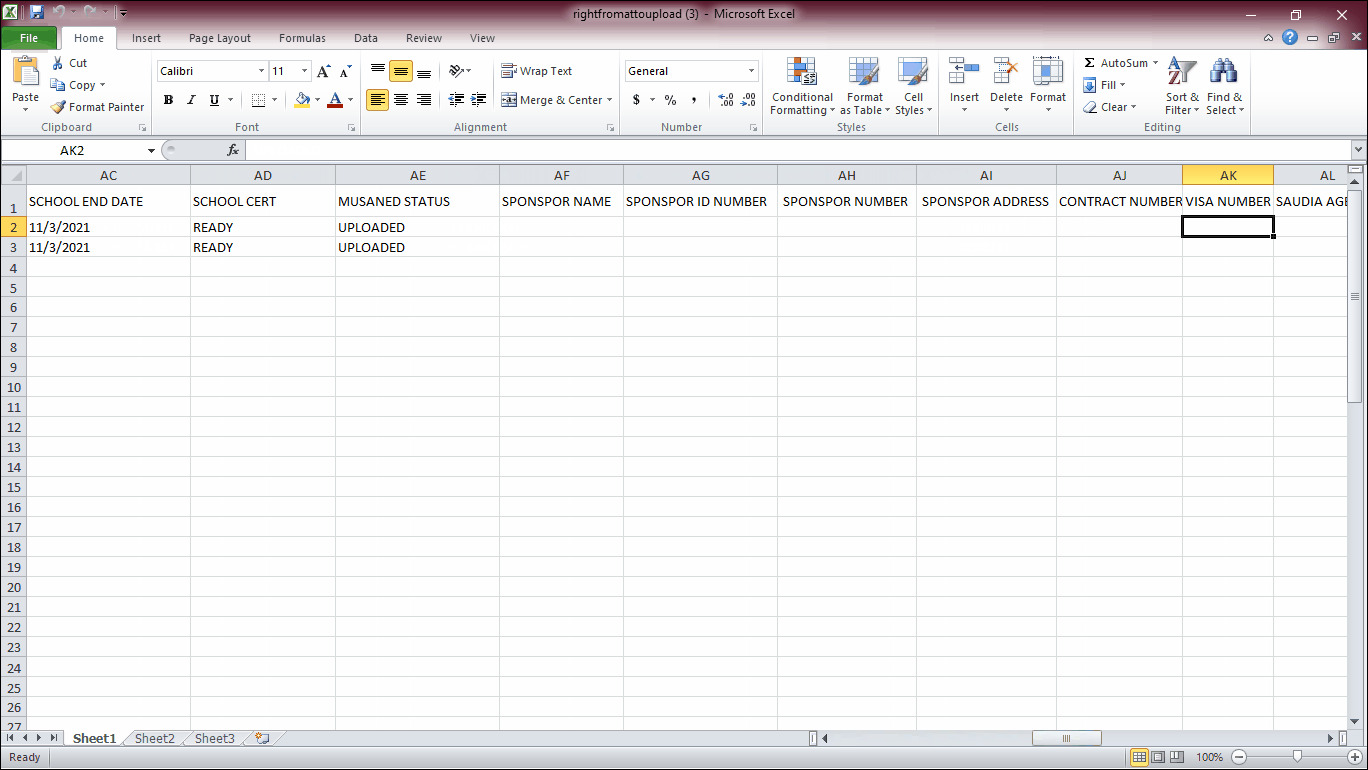 rightfromattoupload (3) - Microsoft Excel
File Home Insert Page Layout Formulas Data Review View
Paste Cut Copy Format Painter Clipboard
Calibri 11 A A B I U A Font
Wrap Text Merge & Center Alignment
General $ % , .0 .00 .00 .0 Number
Conditional Formatting Format as Table Cell Styles Styles
Insert Delete Format Cells
Σ AutoSum Fill Clear Sort & Filter Find & Select Editing
AK2 fx
AC AD AE AF AG AH AI AJ AK AL
1 SCHOOL END DATE SCHOOL CERT MUSANED STATUS SPONSPOR NAME SPONSPOR ID NUMBER SPONSPOR NUMBER SPONSPOR ADDRESS CONTRACT NUMBER VISA NUMBER SAUDIA AGE
2 11/3/2021 READY UPLOADED
3 11/3/2021 READY UPLOADED
4
5
6
7
8
9
10
11
12
13
14
15
16
17
18
19
20
21
22
23
24
25
26
27
Sheet1 Sheet2 Sheet3
Ready 100%